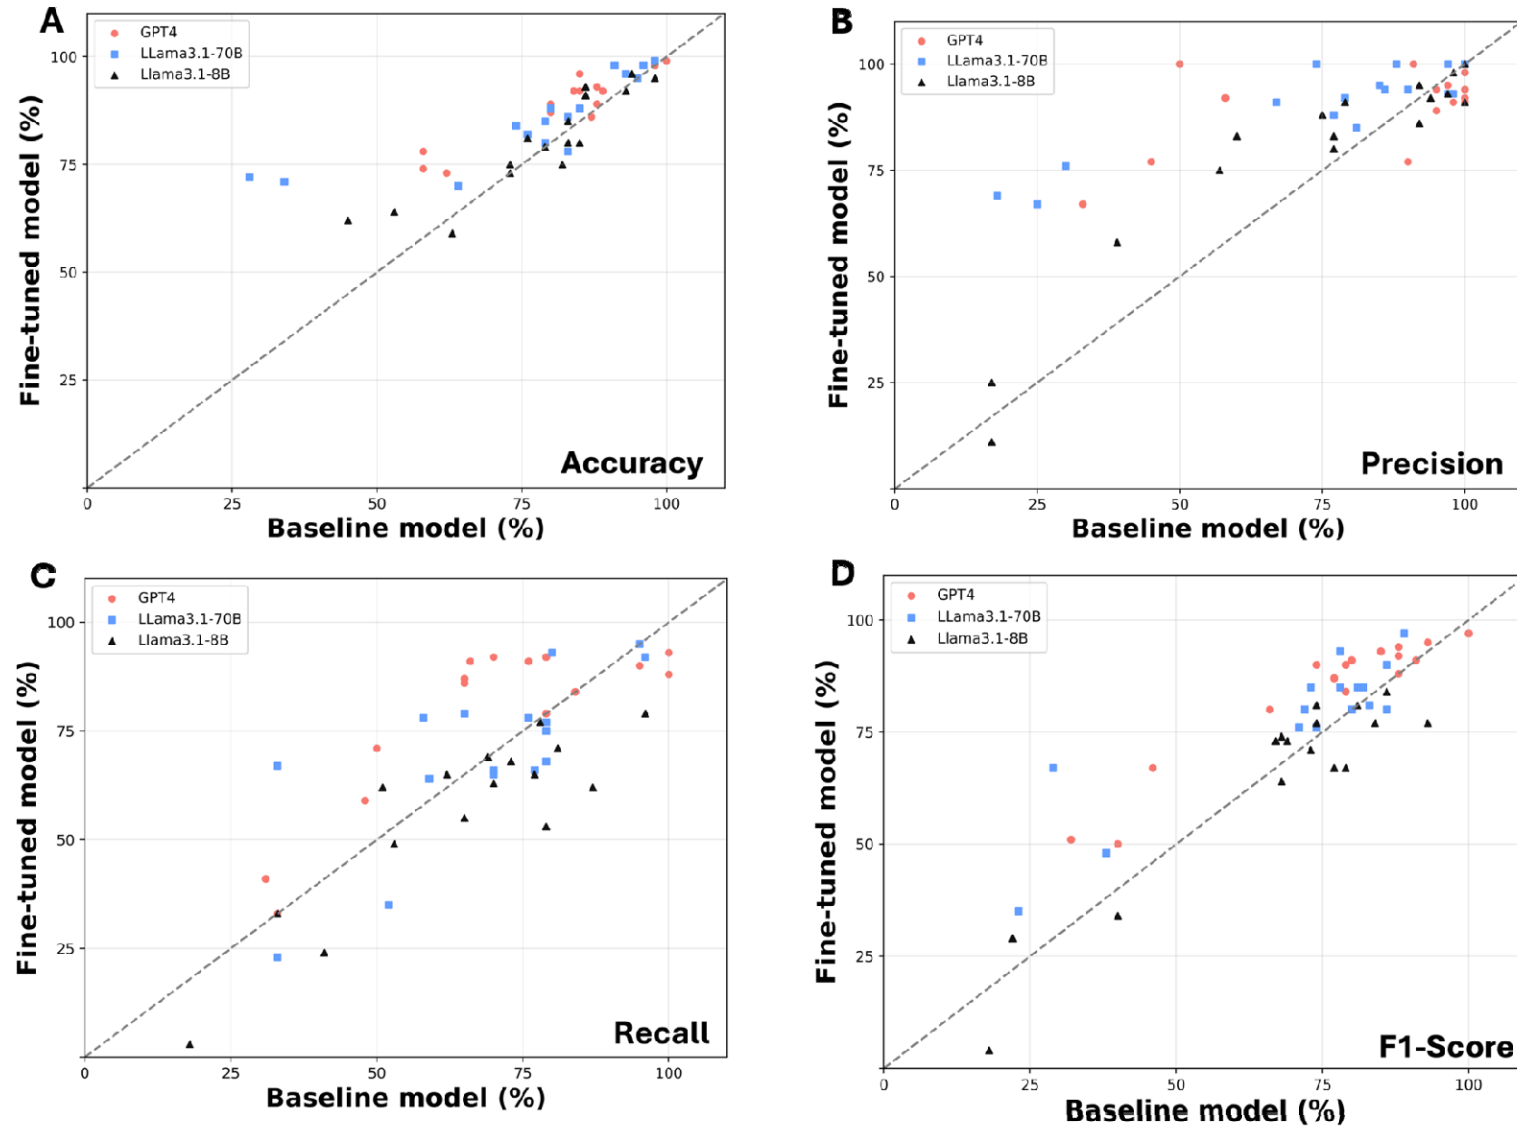 A
GPT4
LLama3.1-70B
Llama3.1-8B
100
75
50
25
Fine-tuned model (%)
Accuracy
0
25
50
75
100
Baseline model (%)
B
GPT4
LLama3.1-70B
Llama3.1-8B
100
75
50
25
Fine-tuned model (%)
Precision
0
25
50
75
100
Baseline model (%)
C
GPT4
LLama3.1-70B
Llama3.1-8B
100
75
50
25
Fine-tuned model (%)
Recall
0
25
50
75
100
Baseline model (%)
D
GPT4
LLama3.1-70B
Llama3.1-8B
100
75
50
25
Fine-tuned model (%)
F1-Score
0
25
50
75
100
Baseline model (%)